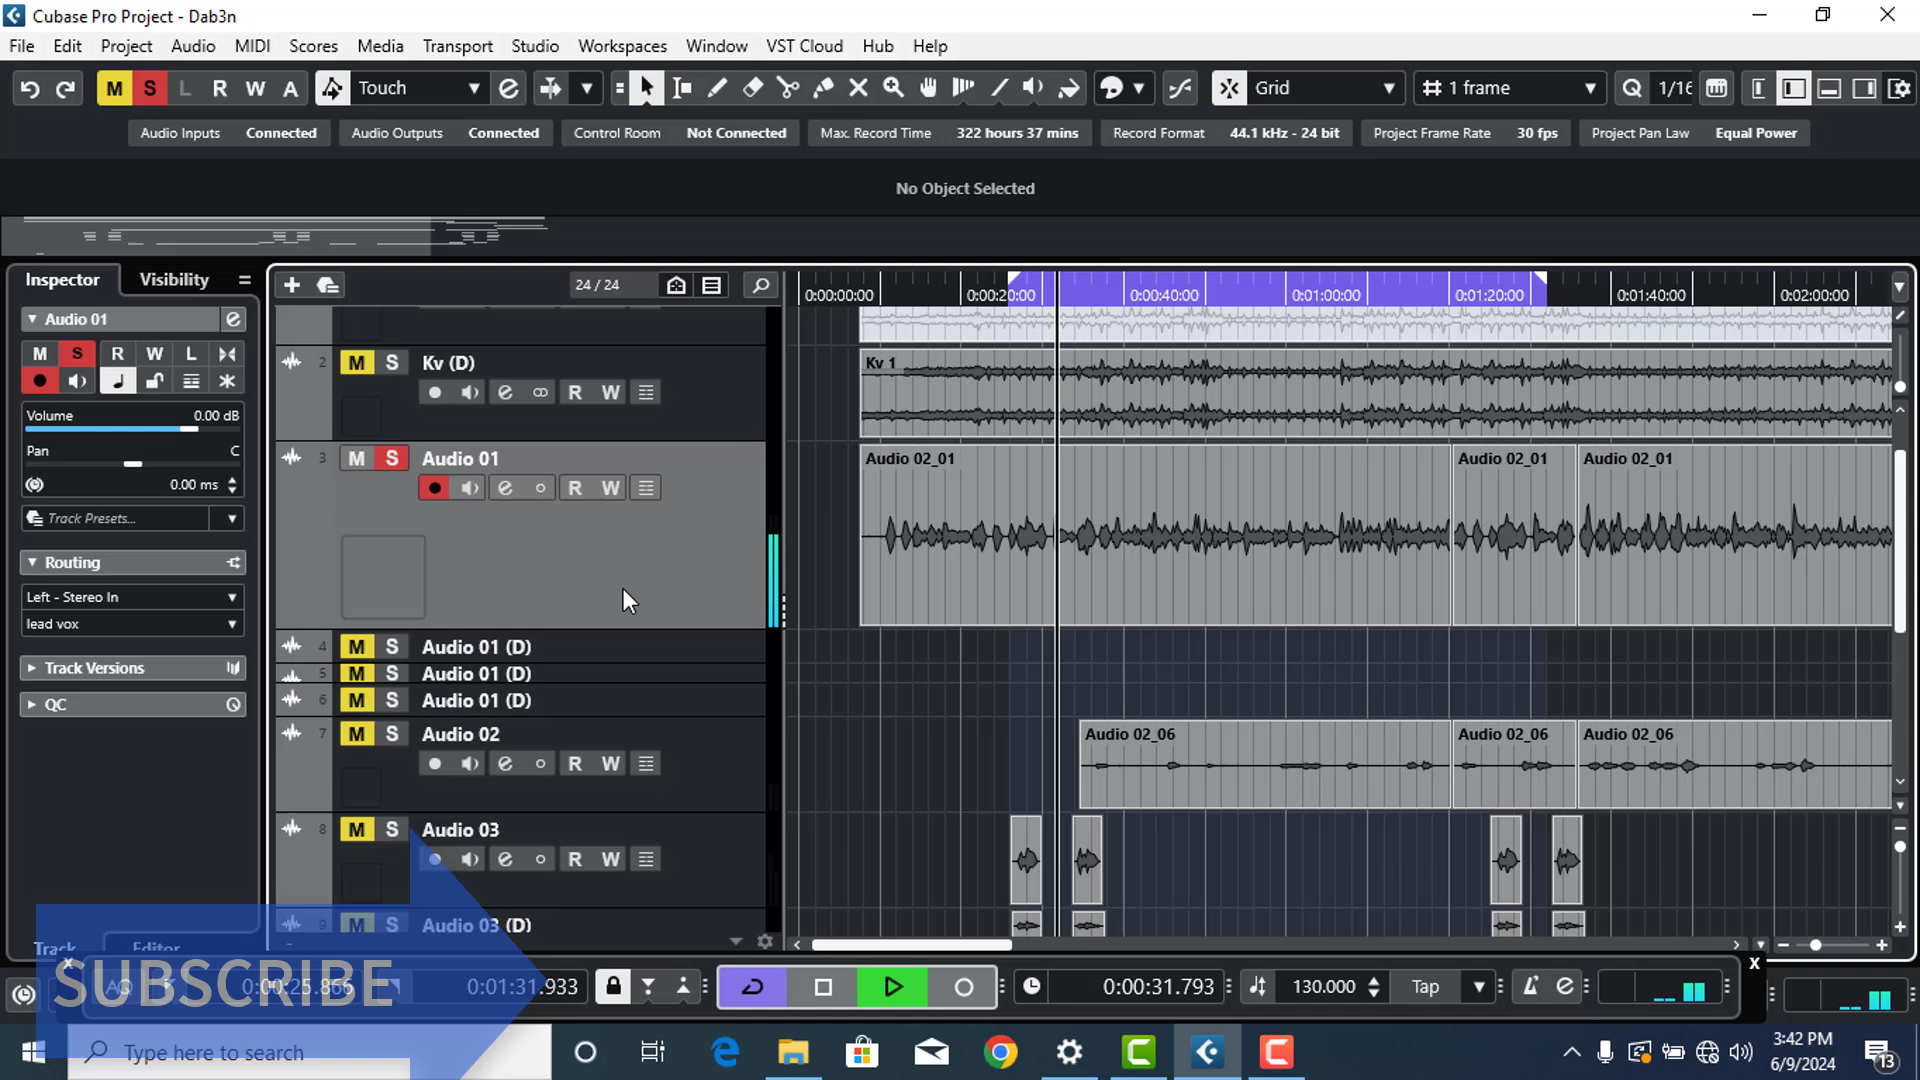 Cubase Pro Project - Dab3n
File Edit Project Audio MIDI Scores Media Transport Studio Workspaces Window VST Cloud Hub Help
M S L R W A Touch Grid 1 frame 1/16
Audio Inputs Connected Audio Outputs Connected Control Room Not Connected Max. Record Time 322 hours 37 mins Record Format 44.1 kHz - 24 bit Project Frame Rate 30 fps Project Pan Law Equal Power
No Object Selected
Inspector Visibility 24 / 24
0:00:00:00 0:00:20:00 0:00:40:00 0:01:00:00 0:01:20:00 0:01:40:00 0:02:00:00
Audio 01
M S R W L
Volume 0.00 dB
Pan C
0.00 ms
Track Presets...
Routing
Left - Stereo In
lead vox
Track Versions
QC
2 M S Kv (D) Kv 1
R W
3 M S Audio 01 Audio 02_01 Audio 02_01 Audio 02_01
R W
4 M S Audio 01 (D)
5 M S Audio 01 (D)
6 M S Audio 01 (D)
7 M S Audio 02 Audio 02_06 Audio 02_06 Audio 02_06
R W
8 M S Audio 03
R W
9 M S Audio 03 (D)
Track Editor
SUBSCRIBE
AQ 0:00:25.866 0:01:31.933 0:00:31.793 130.000 Tap
Type here to search
3:42 PM
6/9/2024
13